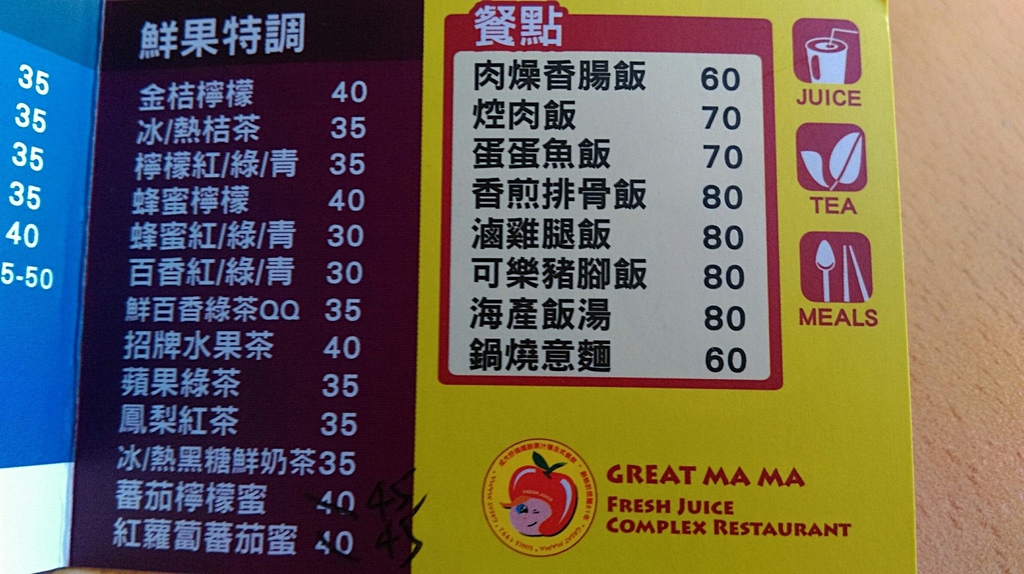 35
35
35
35
40
5-50
鮮果特調
金桔檸檬 40
冰/熱桔茶 35
檸檬紅/綠/青 35
蜂蜜檸檬 40
蜂蜜紅/綠/青 30
百香紅/綠/青 30
鮮百香綠茶QQ 35
招牌水果茶 40
蘋果綠茶 35
鳳梨紅茶 35
冰/熱黑糖鮮奶茶 35
蕃茄檸檬蜜 40 45
紅蘿蔔蕃茄蜜 40 45
餐點
肉燥香腸飯 60
焢肉飯 70
蛋蛋魚飯 70
香煎排骨飯 80
滷雞腿飯 80
可樂豬腳飯 80
海產飯湯 80
鍋燒意麵 60
JUICE
TEA
MEALS
GREAT MA MA
FRESH JUICE
COMPLEX RESTAURANT